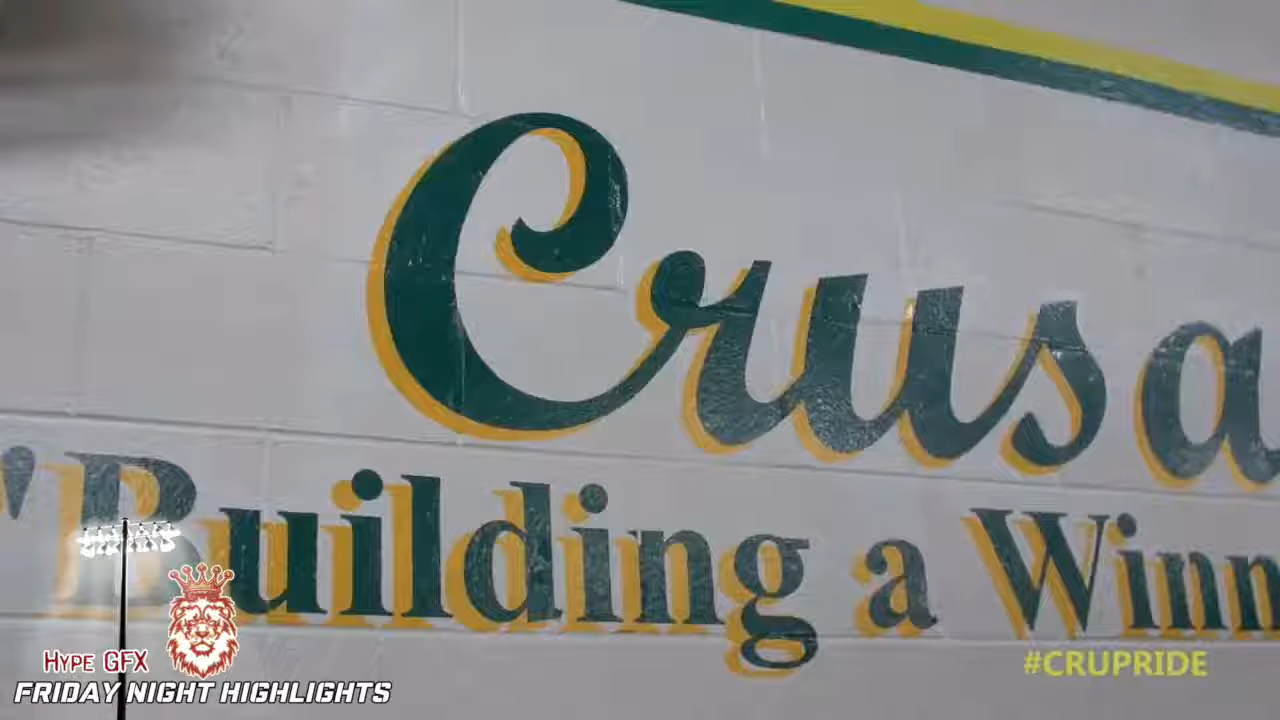 Crusa
"Building a Winn
#CRUPRIDE
Hype GFX
FRIDAY NIGHT HIGHLIGHTS